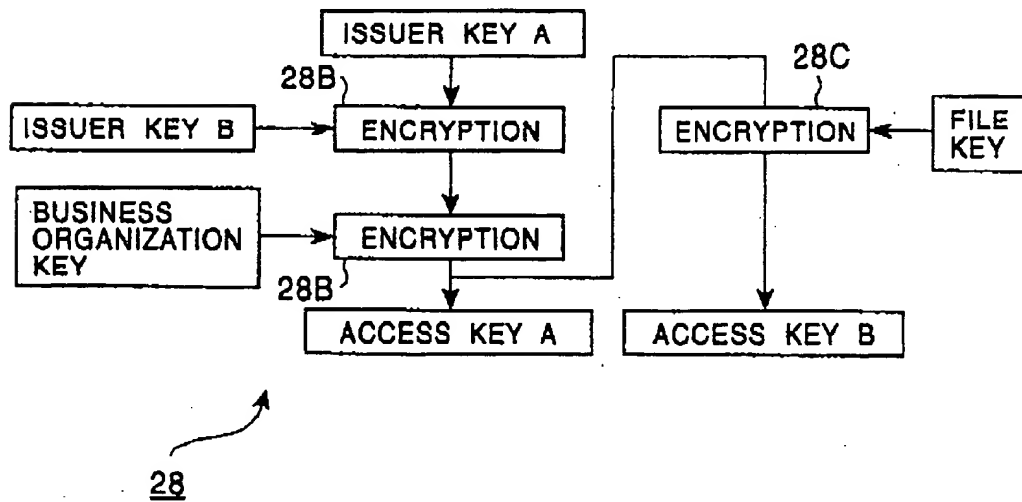 ISSUER KEY A
28B
28C
ISSUER KEY B
ENCRYPTION
ENCRYPTION
FILE
KEY
BUSINESS
ORGANIZATION
KEY
ENCRYPTION
28B
ACCESS KEY A
ACCESS KEY B
28